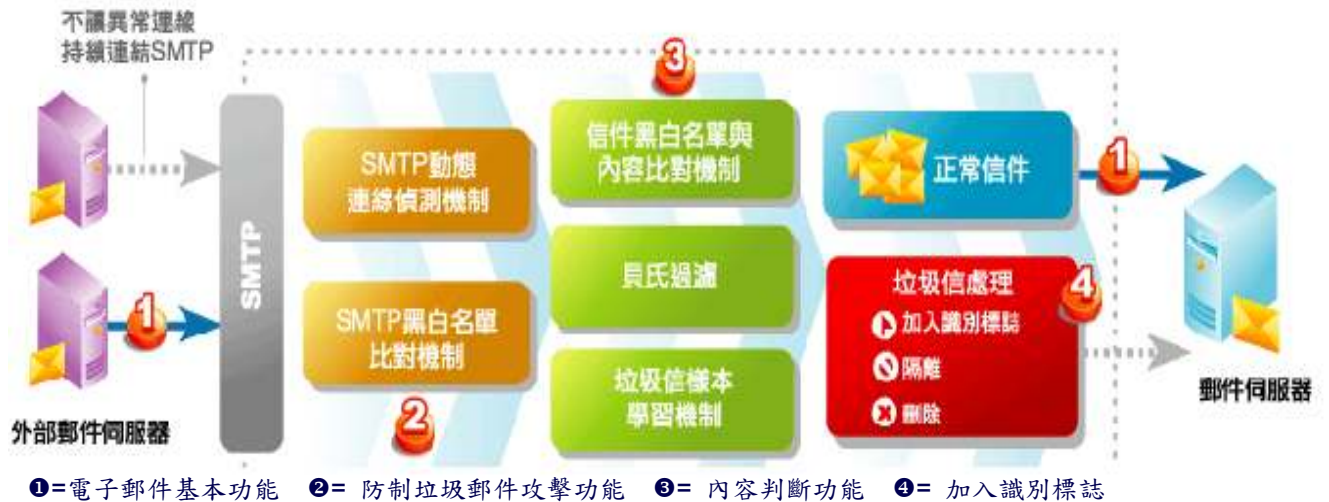 不讓異常連線
持續連結SMTP
3
SMTP
SMTP動態
連線偵測機制
信件黑白名單與
內容比對機制
正常信件
1
1
SMTP黑白名單
比對機制
2
貝氏過濾
垃圾信樣本
學習機制
垃圾信處理
4
加入識別標誌
隔離
刪除
外部郵件伺服器
郵件伺服器
❶=電子郵件基本功能 ❷= 防制垃圾郵件攻擊功能 ❸= 內容判斷功能 ❹= 加入識別標誌